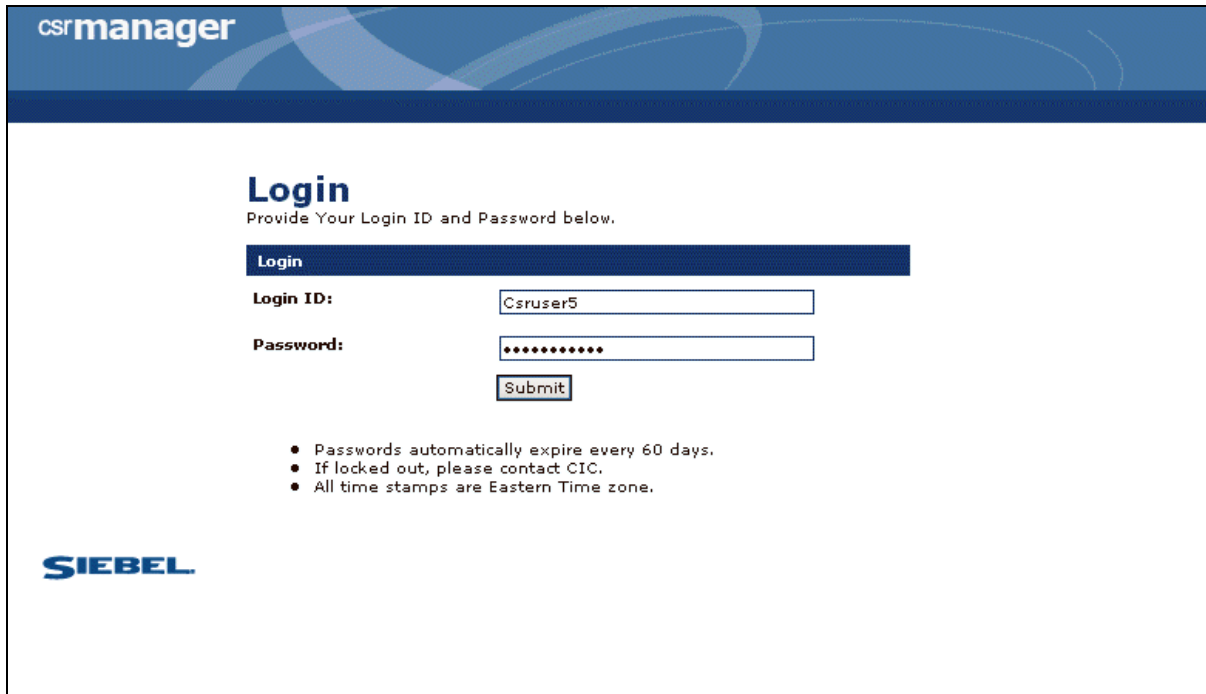 csrmanager
Login
Provide Your Login ID and Password below.
Login
Login ID:
Csruser5
Password:
•••••••••••
Submit
• Passwords automatically expire every 60 days.
• If locked out, please contact CIC.
• All time stamps are Eastern Time zone.
SIEBEL.